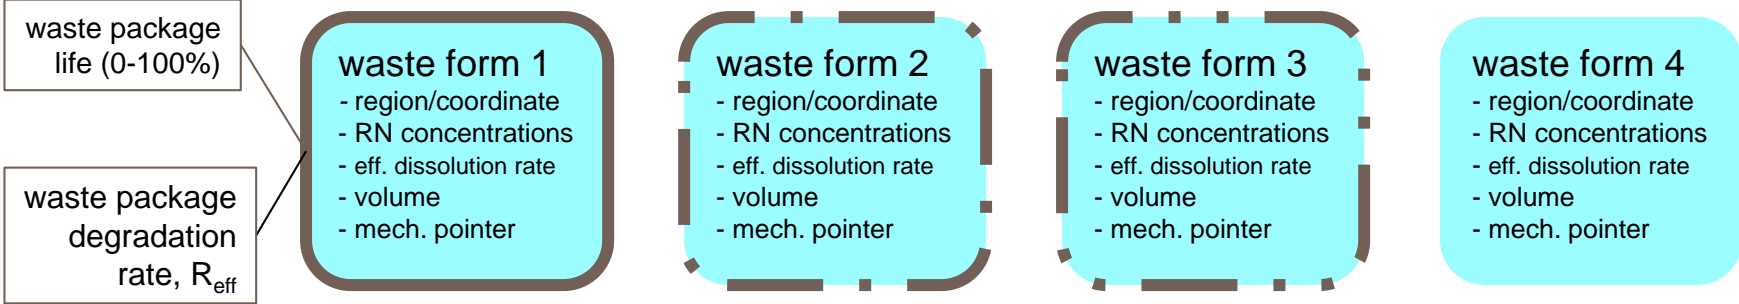 waste package
life (0-100%)
waste package
degradation
rate, Reff
waste form 1
- region/coordinate
- RN concentrations
- eff. dissolution rate
- volume
- mech. pointer
waste form 2
- region/coordinate
- RN concentrations
- eff. dissolution rate
- volume
- mech. pointer
waste form 3
- region/coordinate
- RN concentrations
- eff. dissolution rate
- volume
- mech. pointer
waste form 4
- region/coordinate
- RN concentrations
- eff. dissolution rate
- volume
- mech. pointer